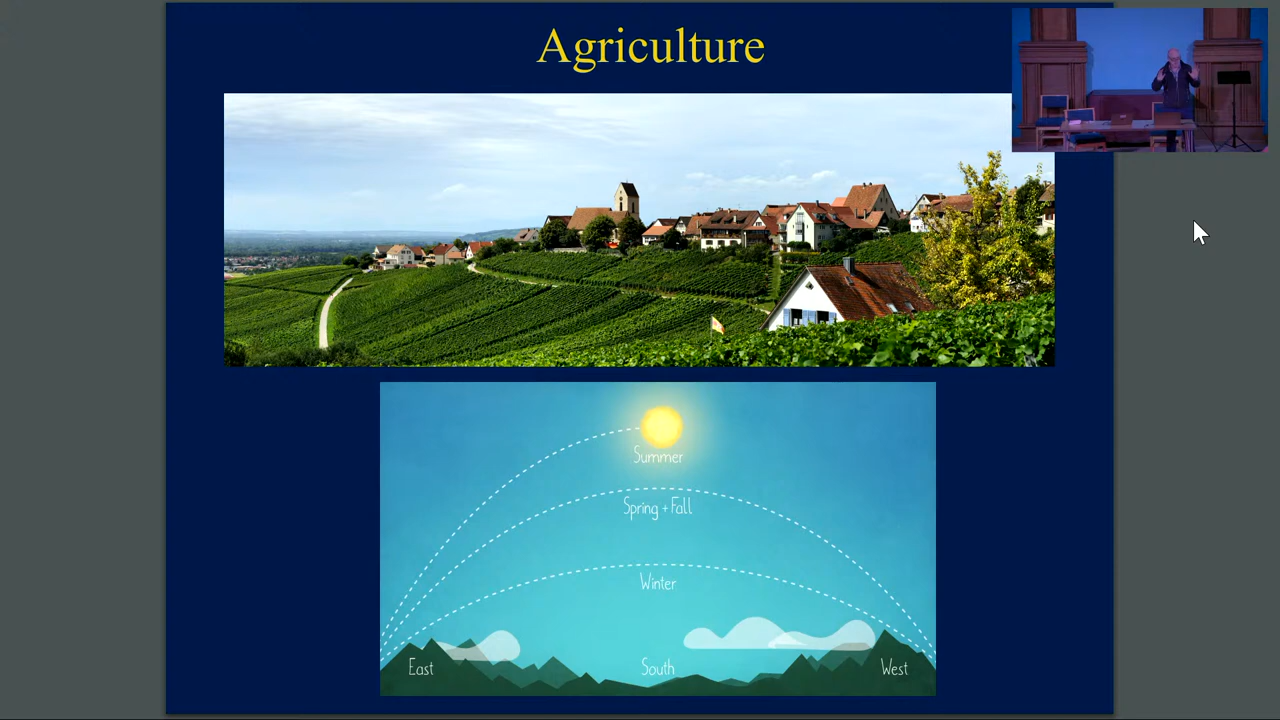 Agriculture
Summer
Spring + Fall
Winter
East
South
West